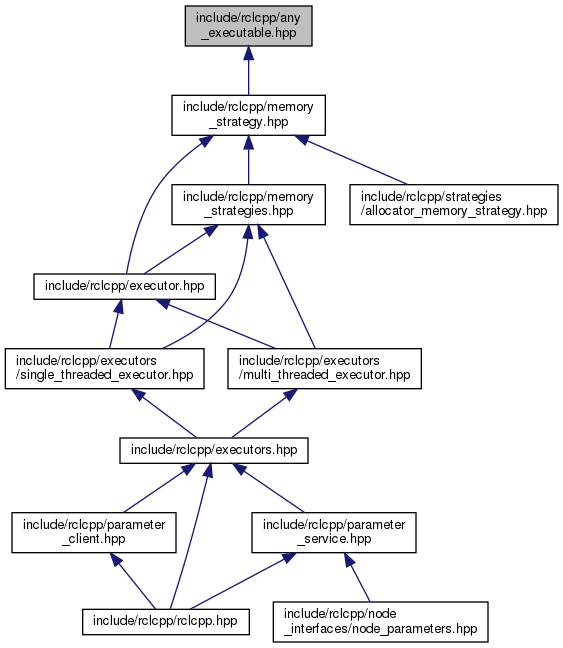 include/rclcpp/any
_executable.hpp
include/rclcpp/memory
_strategy.hpp
include/rclcpp/memory
_strategies.hpp
include/rclcpp/strategies
/allocator_memory_strategy.hpp
include/rclcpp/executor.hpp
include/rclcpp/executors
/single_threaded_executor.hpp
include/rclcpp/executors
/multi_threaded_executor.hpp
include/rclcpp/executors.hpp
include/rclcpp/parameter
_client.hpp
include/rclcpp/parameter
_service.hpp
include/rclcpp/rclcpp.hpp
include/rclcpp/node
_interfaces/node_parameters.hpp